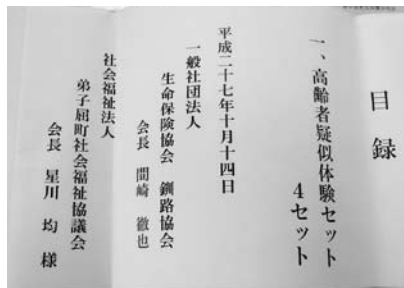 目録
一、高齢者疑似体験セット
4セット
平成二十七年十月十四日
一般社団法人
生命保険協会 釧路協会
会長 間崎 徹也
社会福祉法人
弟子屈町社会福祉協議会
会長 星川 均 様